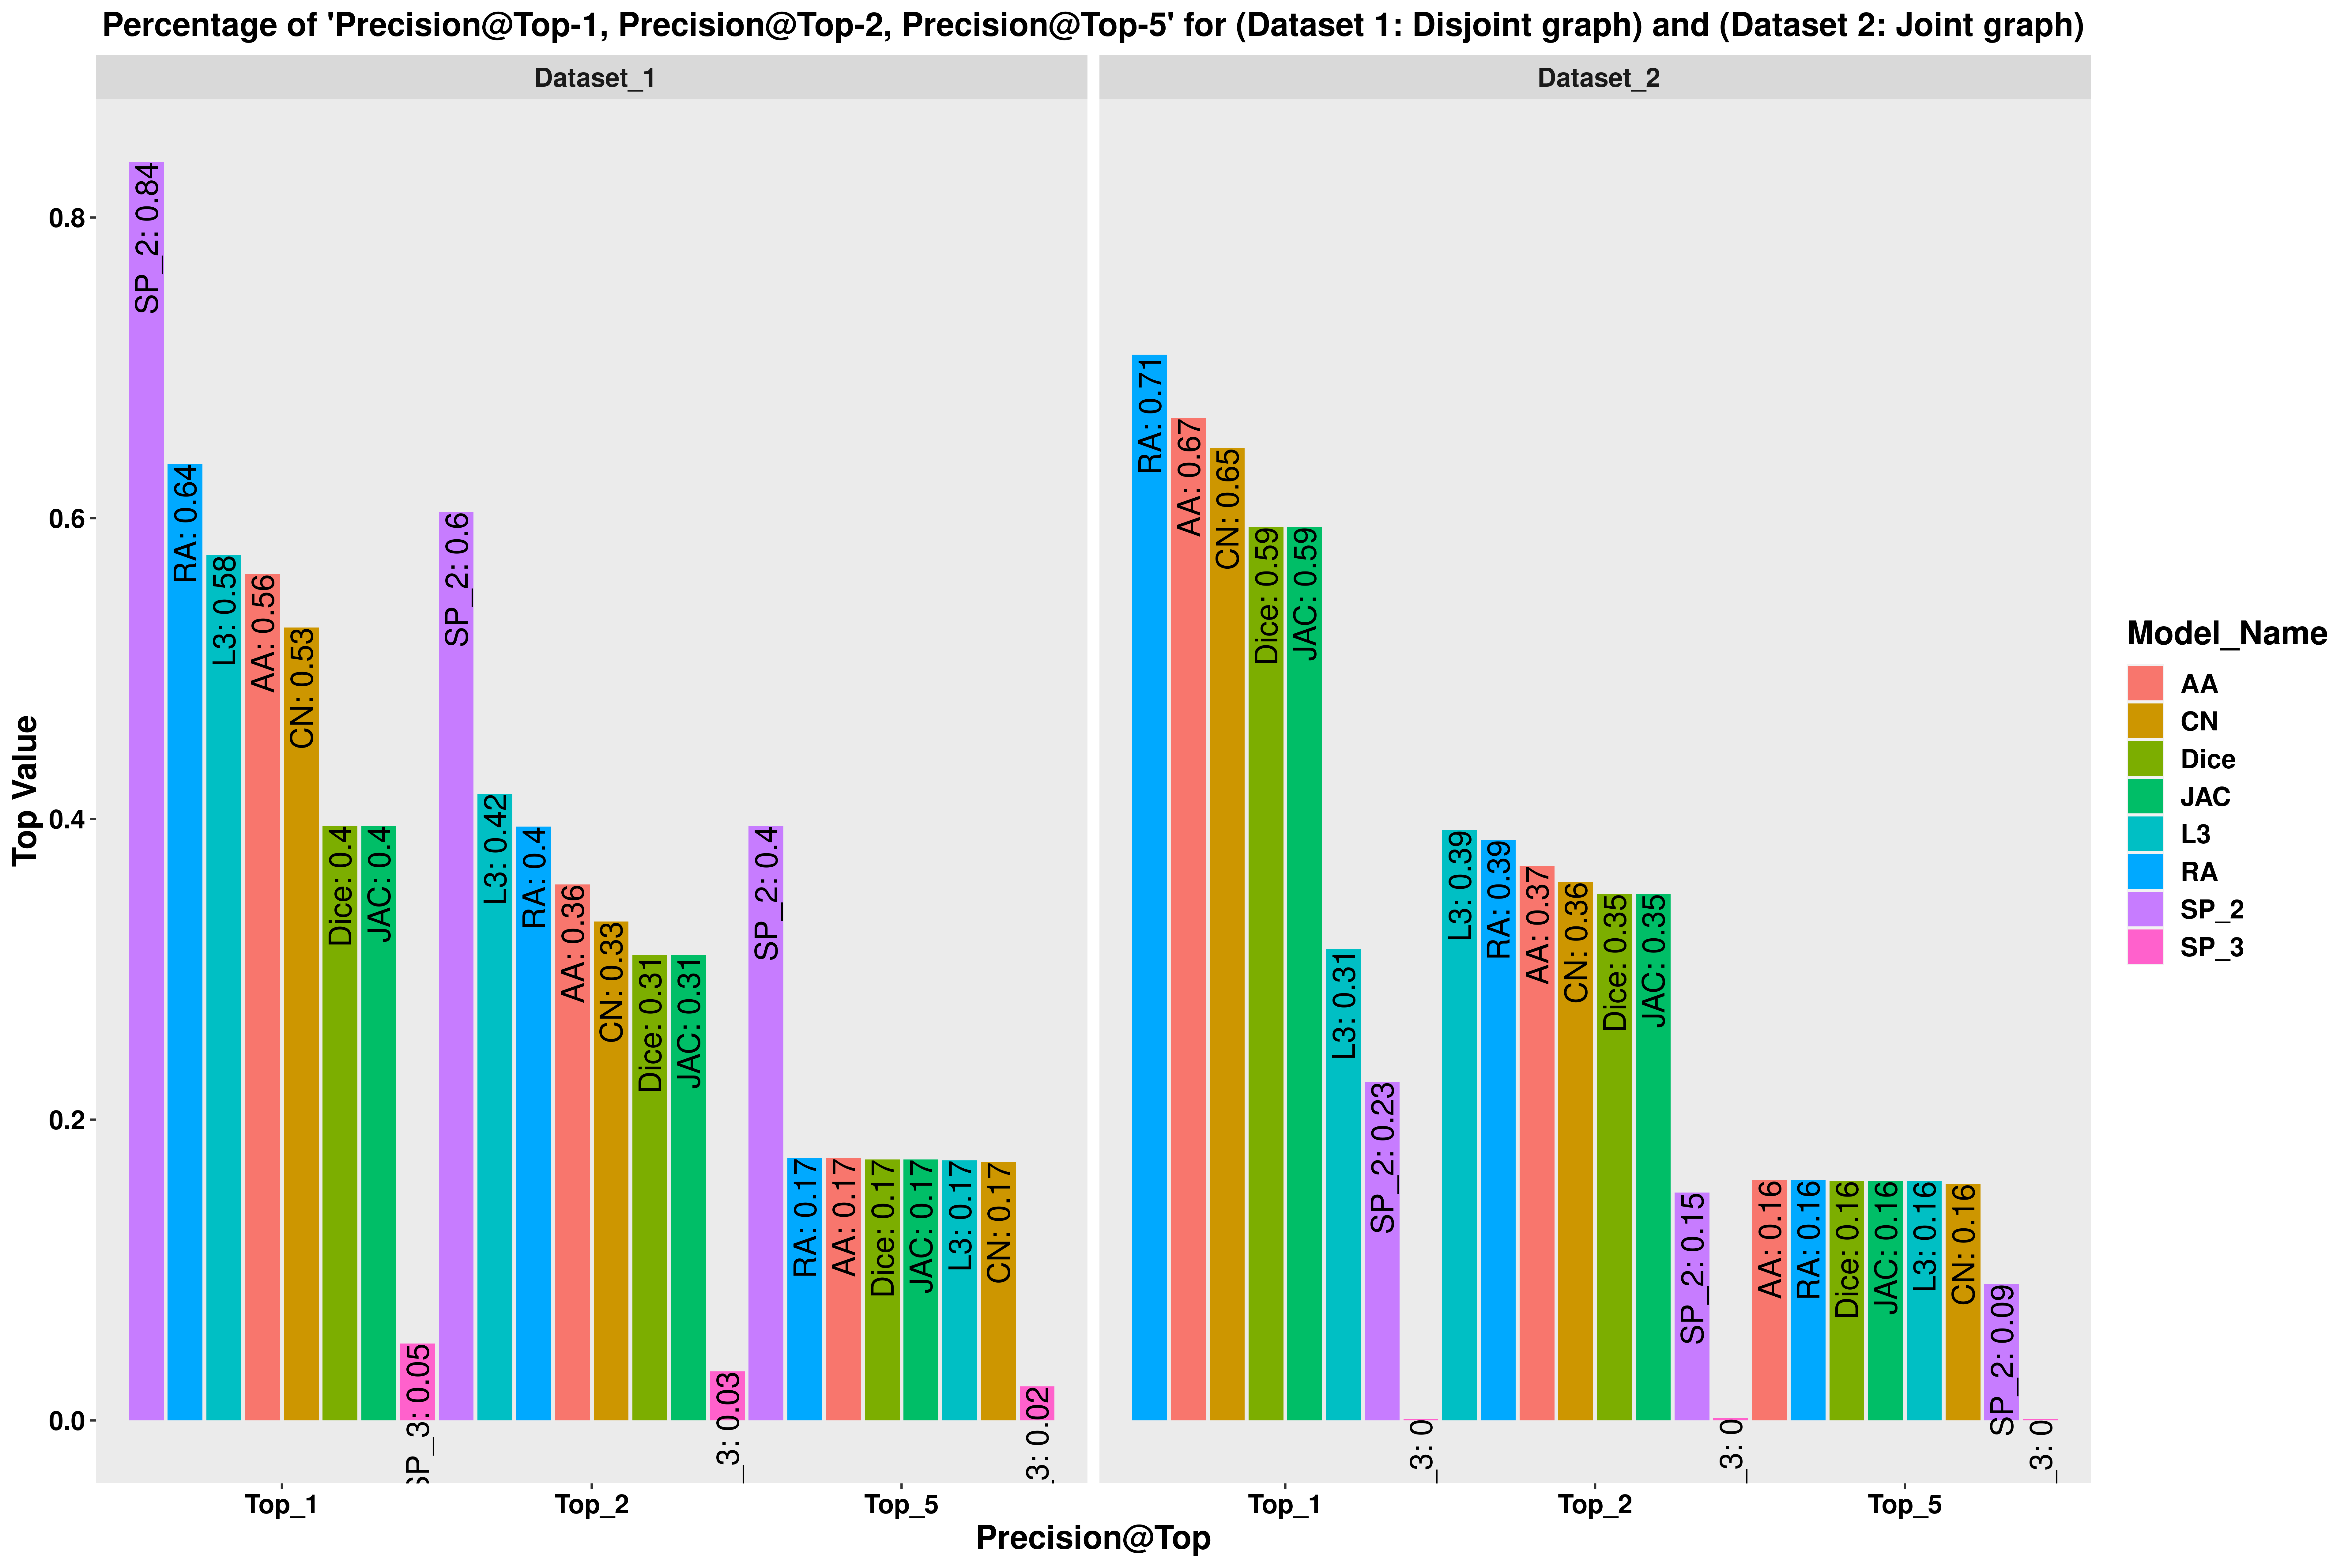 Percentage of 'Precision@Top-1, Precision@Top-2, Precision@Top-5' for (Dataset 1: Disjoint graph) and (Dataset 2: Joint graph)
Dataset_1
Dataset_2
Top Value
0.8
0.6
0.4
0.2
0.0
SP_2: 0.84
RA: 0.64
L3: 0.58
AA: 0.56
CN: 0.53
Dice: 0.4
JAC: 0.4
SP_3: 0.05
SP_2: 0.6
L3: 0.42
RA: 0.4
AA: 0.36
CN: 0.33
Dice: 0.31
JAC: 0.31
_3: 0.03
SP_2: 0.4
RA: 0.17
AA: 0.17
Dice: 0.17
JAC: 0.17
L3: 0.17
CN: 0.17
3: 0.02
RA: 0.71
AA: 0.67
CN: 0.65
Dice: 0.59
JAC: 0.59
L3: 0.31
SP_2: 0.23
_3: 0
L3: 0.39
RA: 0.39
AA: 0.37
CN: 0.36
Dice: 0.35
JAC: 0.35
SP_2: 0.15
_3: 0
AA: 0.16
RA: 0.16
Dice: 0.16
JAC: 0.16
L3: 0.16
CN: 0.16
SP_2: 0.09
_3: 0
Top_1
Top_2
Top_5
Top_1
Top_2
Top_5
Precision@Top
Model_Name
AA
CN
Dice
JAC
L3
RA
SP_2
SP_3